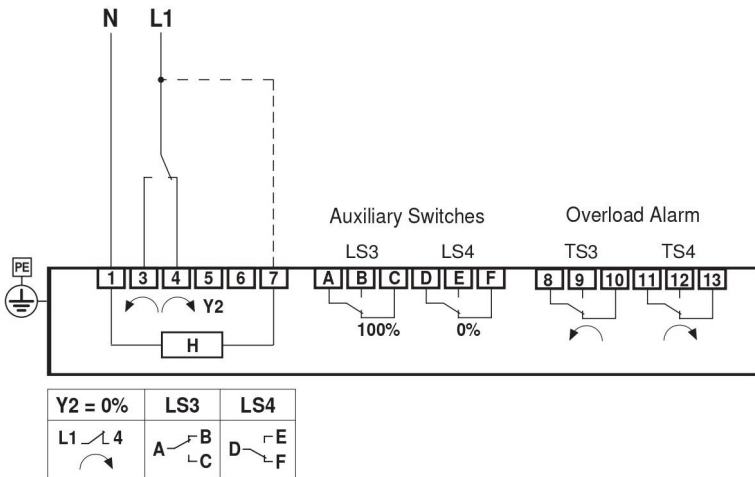 N L1
Auxiliary Switches Overload Alarm
LS3 LS4 TS3 TS4
PE
1 3 4 5 6 7 A B C D E F 8 9 10 11 12 13
Y2
100% 0%
H
Y2 = 0% LS3 LS4
L1 4 A B C D E F